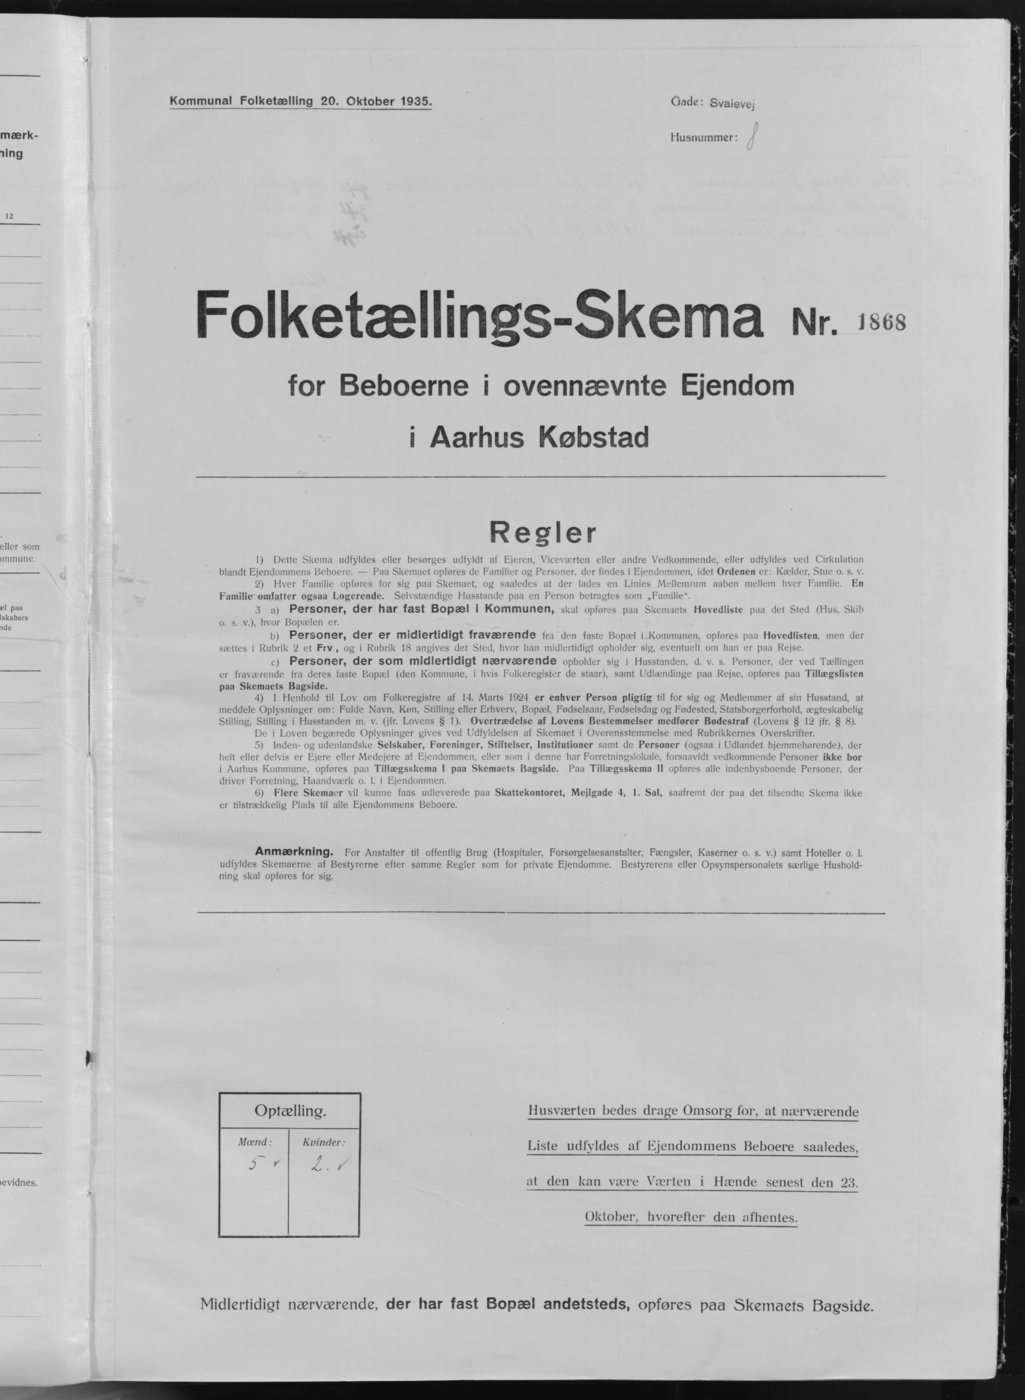 mærk-
ning
12
eller som
ommune.
el paa
lskabers
nde
bevidnes.
Kommunal Folketælling 20. Oktober 1935.
Gade: Svalevej
Husnummer: 8
Folketællings-Skema Nr. 1868
for Beboerne i ovennævnte Ejendom
i Aarhus Købstad
Regler
1) Dette Skema udfyldes eller besørges udfyldt af Ejeren, Viceværten eller andre Vedkommende, eller udfyldes ved Cirkulation
blandt Ejendommens Beboere. — Paa Skemaet opføres de Familier og Personer, der findes i Ejendommen, idet Ordenen er: Kælder, Stue o. s. v.
2) Hver Familie opføres for sig paa Skemaet, og saaledes at der lades en Linies Mellemrum aaben mellem hver Familie. En
Familie omfatter ogsaa Logerende. Selvstændige Husstande paa en Person betragtes som „Familie".
3 a) Personer, der har fast Bopæl i Kommunen, skal opføres paa Skemaets Hovedliste paa det Sted (Hus, Skib
o. s. v.), hvor Bopælen er.
b) Personer, der er midlertidigt fraværende fra den faste Bopæl i Kommunen, opføres paa Hovedlisten, men der
sættes i Rubrik 2 et Frv., og i Rubrik 18 angives det Sted, hvor han midlertidigt opholder sig, eventuelt om han er paa Rejse.
c) Personer, der som midlertidigt nærværende opholder sig i Husstanden, d. v. s. Personer, der ved Tællingen
er fraværende fra deres faste Bopæl (den Kommune, i hvis Folkeregister de staar), samt Udlændinge paa Rejse, opføres paa Tillægslisten
paa Skemaets Bagside.
4) I Henhold til Lov om Folkeregistre af 14. Marts 1924 er enhver Person pligtig til for sig og Medlemmer af sin Husstand, at
meddele Oplysninger om: Fulde Navn, Køn, Stilling eller Erhverv, Bopæl, Fødselsaar, Fødselsdag og Fødested, Statsborgerforhold, ægteskabelig
Stilling, Stilling i Husstanden m. v. (jfr. Lovens § 1). Overtrædelse af Lovens Bestemmelser medfører Bødestraf (Lovens § 12 jfr. § 8).
De i Loven begærede Oplysninger gives ved Udfyldelsen af Skemaet i Overensstemmelse med Rubrikkernes Overskrifter.
5) Inden- og udenlandske Selskaber, Foreninger, Stiftelser, Institutioner samt de Personer (ogsaa i Udlandet hjemmehørende), der
helt eller delvis er Ejere eller Medejere af Ejendommen, eller som i denne har Forretningslokale, forsaavidt vedkommende Personer ikke bor
i Aarhus Kommune, opføres paa Tillægsskema I paa Skemaets Bagside. Paa Tillægsskema II opføres alle indenbysboende Personer, der
driver Forretning, Haandværk o. l. i Ejendommen.
6) Flere Skemaer vil kunne faas udleverede paa Skattekontoret, Mejlgade 4, 1. Sal, saafremt der paa det tilsendte Skema ikke
er tilstrækkelig Plads til alle Ejendommens Beboere.
Anmærkning. For Anstalter til offentlig Brug (Hospitaler, Forsørgelsesanstalter, Fængsler, Kaserner o. s. v.) samt Hoteller o. l.
udfyldes Skemaerne af Bestyrerne efter samme Regler som for private Ejendomme. Bestyrerens eller Opsynspersonalets særlige Hushold-
ning skal opføres for sig.
Optælling.
Mænd: Kvinder:
5 ✓ 2. ✓
Husværten bedes drage Omsorg for, at nærværende
Liste udfyldes af Ejendommens Beboere saaledes,
at den kan være Værten i Hænde senest den 23.
Oktober, hvorefter den afhentes.
Midlertidigt nærværende, der har fast Bopæl andetsteds, opføres paa Skemaets Bagside.